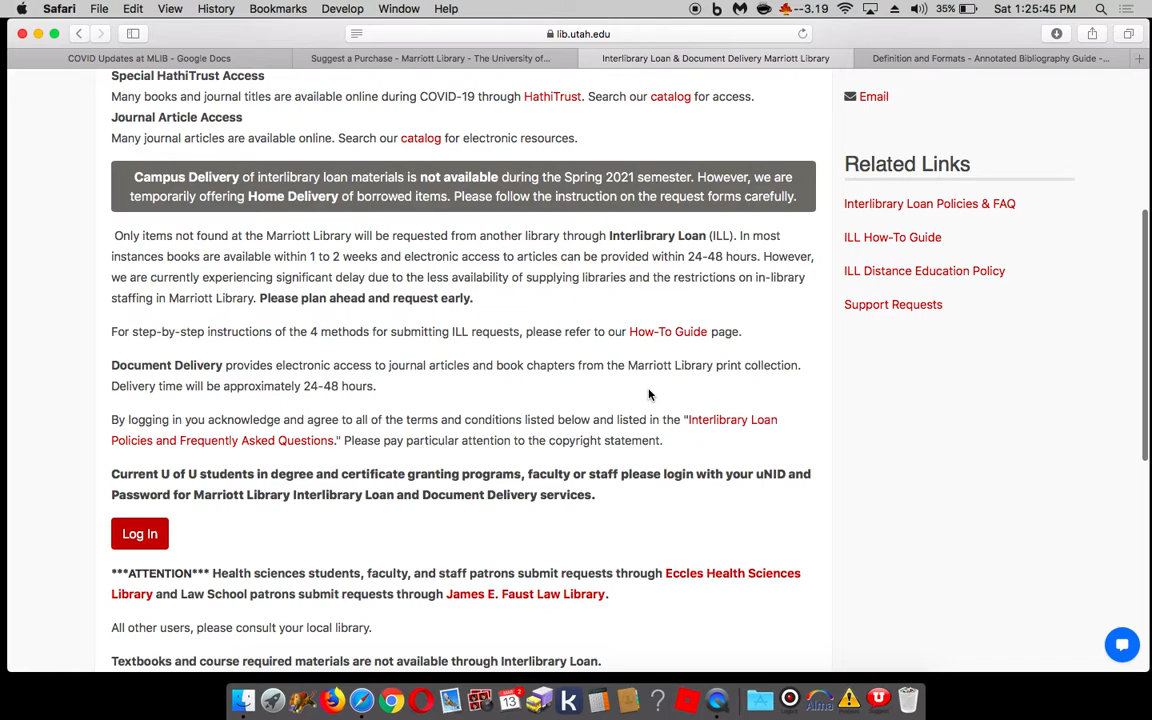 Safari File Edit View History Bookmarks Develop Window Help --3.19 35% Sat 1:25:45 PM
lib.utah.edu
COVID Updates at MLIB - Google Docs Suggest a Purchase - Marriott Library - The University of... Interlibrary Loan & Document Delivery Marriott Library Definition and Formats - Annotated Bibliography Guide -...
Special HathiTrust Access
Many books and journal titles are available online during COVID-19 through HathiTrust. Search our catalog for access.
Journal Article Access
Many journal articles are available online. Search our catalog for electronic resources.
Campus Delivery of interlibrary loan materials is not available during the Spring 2021 semester. However, we are
temporarily offering Home Delivery of borrowed items. Please follow the instruction on the request forms carefully.
Only items not found at the Marriott Library will be requested from another library through Interlibrary Loan (ILL). In most
instances books are available within 1 to 2 weeks and electronic access to articles can be provided within 24-48 hours. However,
we are currently experiencing significant delay due to the less availability of supplying libraries and the restrictions on in-library
staffing in Marriott Library. Please plan ahead and request early.
For step-by-step instructions of the 4 methods for submitting ILL requests, please refer to our How-To Guide page.
Document Delivery provides electronic access to journal articles and book chapters from the Marriott Library print collection.
Delivery time will be approximately 24-48 hours.
By logging in you acknowledge and agree to all of the terms and conditions listed below and listed in the "Interlibrary Loan
Policies and Frequently Asked Questions." Please pay particular attention to the copyright statement.
Current U of U students in degree and certificate granting programs, faculty or staff please login with your uNID and
Password for Marriott Library Interlibrary Loan and Document Delivery services.
Log In
***ATTENTION*** Health sciences students, faculty, and staff patrons submit requests through Eccles Health Sciences
Library and Law School patrons submit requests through James E. Faust Law Library.
All other users, please consult your local library.
Textbooks and course required materials are not available through Interlibrary Loan.
Email
Related Links
Interlibrary Loan Policies & FAQ
ILL How-To Guide
ILL Distance Education Policy
Support Requests
13 2 K ? Alma U